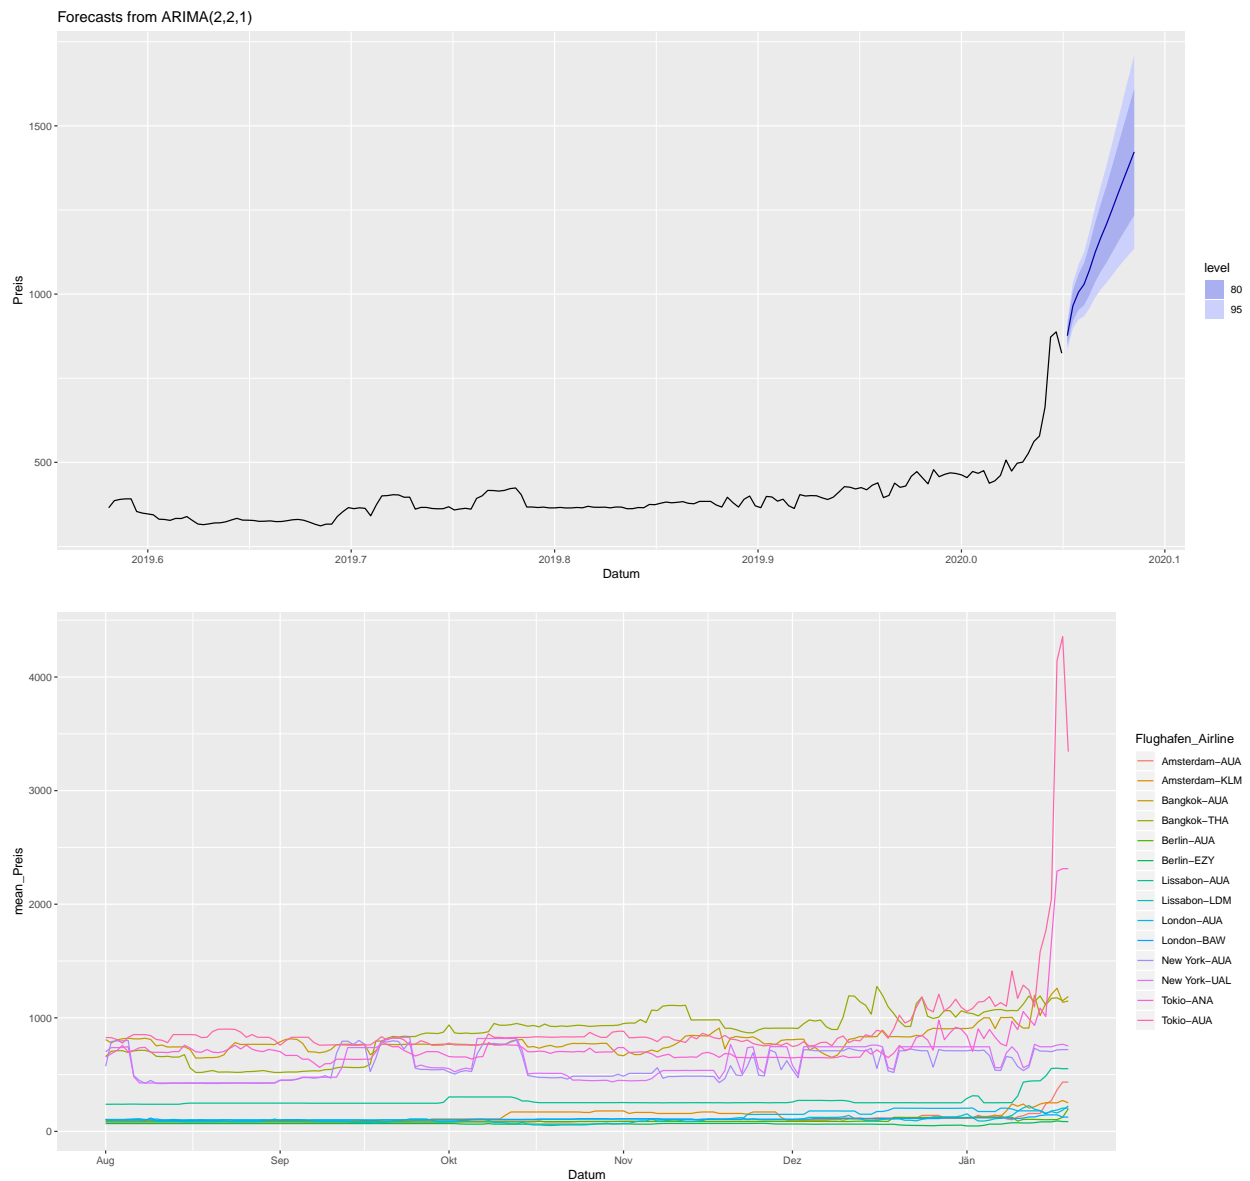 Forecasts from ARIMA(2,2,1)
1500
1000
500
Preis
2019.6 2019.7 2019.8 2019.9 2020.0 2020.1
Datum
level
80
95
4000
3000
2000
1000
0
mean_Preis
Aug Sep Okt Nov Dez Jän
Datum
Flughafen_Airline
Amsterdam−AUA
Amsterdam−KLM
Bangkok−AUA
Bangkok−THA
Berlin−AUA
Berlin−EZY
Lissabon−AUA
Lissabon−LDM
London−AUA
London−BAW
New York−AUA
New York−UAL
Tokio−ANA
Tokio−AUA